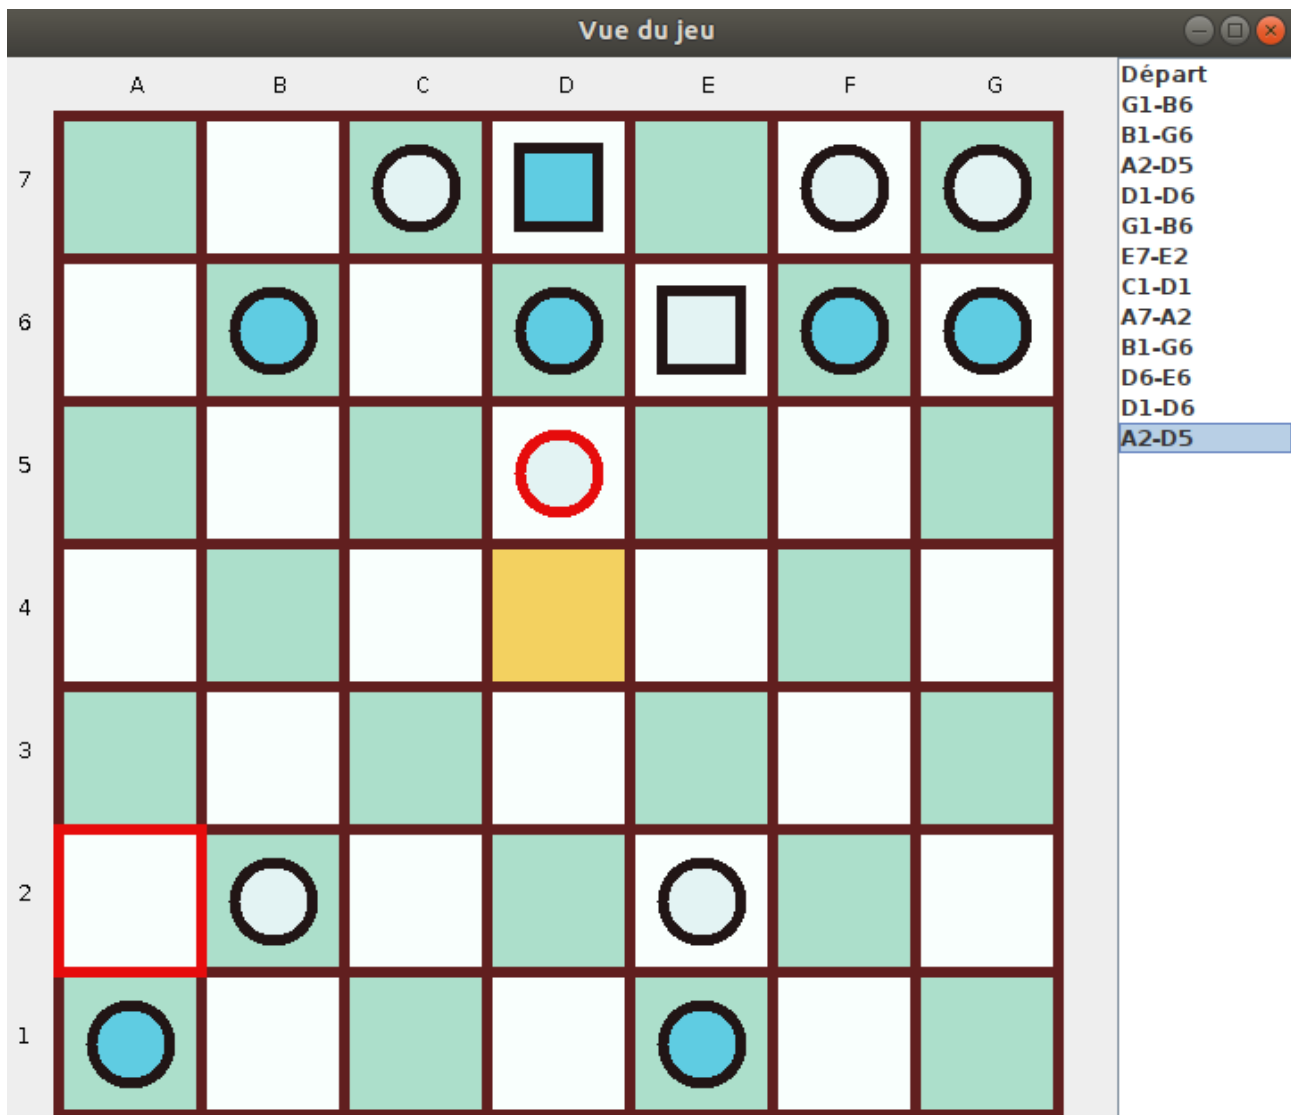 Vue du jeu
A B C D E F G
7
6
5
4
3
2
1
Départ
G1-B6
B1-G6
A2-D5
D1-D6
G1-B6
E7-E2
C1-D1
A7-A2
B1-G6
D6-E6
D1-D6
A2-D5